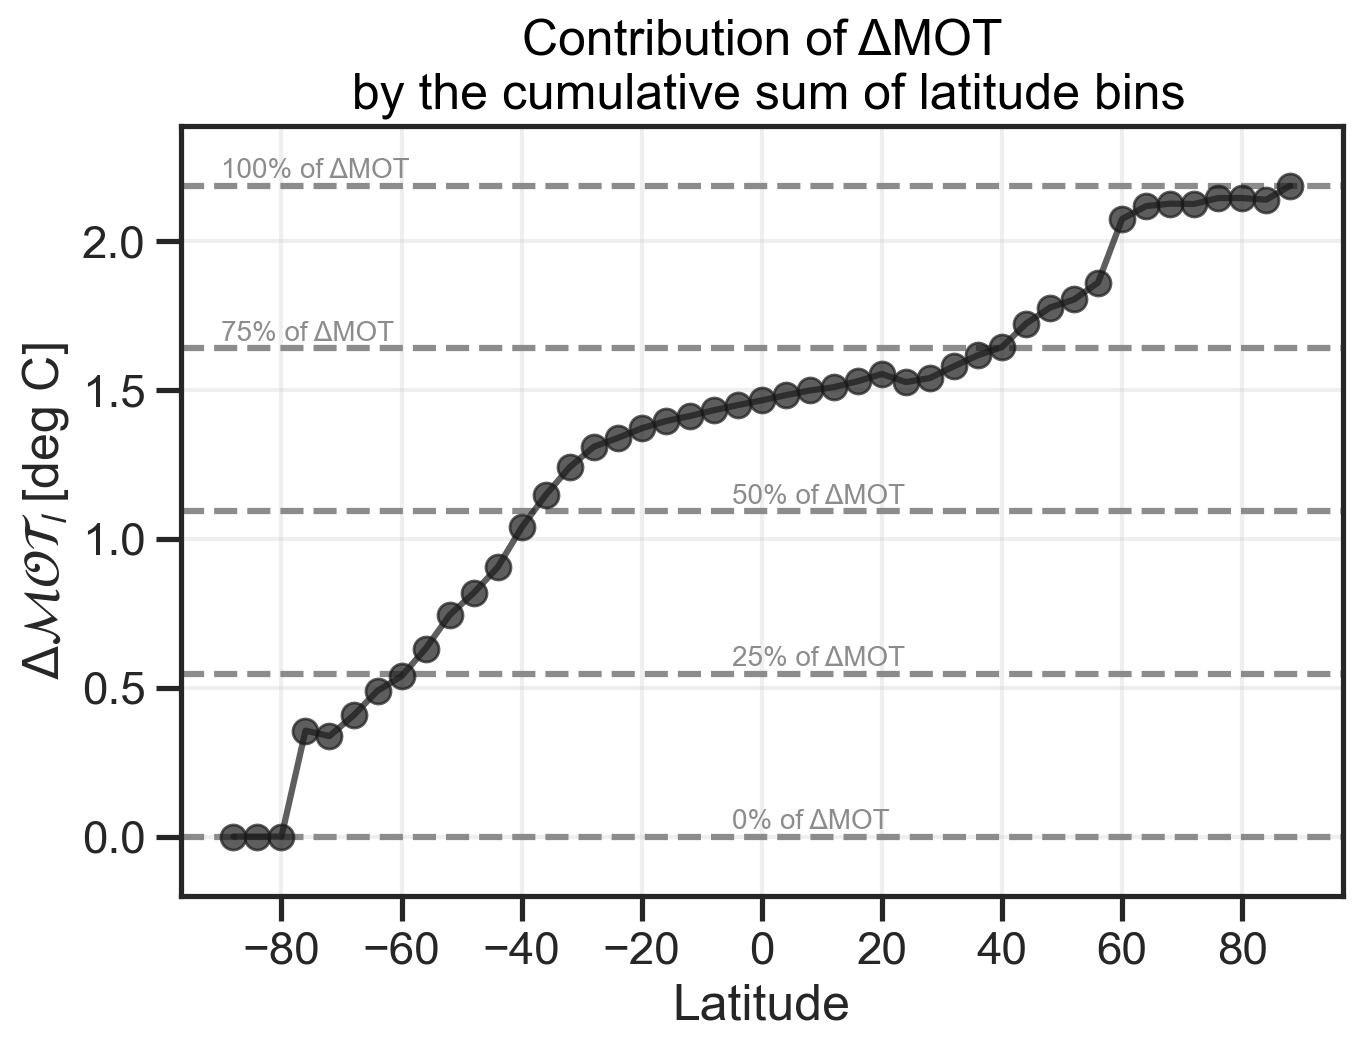 Contribution of ΔMOT
by the cumulative sum of latitude bins
100% of ΔMOT
75% of ΔMOT
50% of ΔMOT
25% of ΔMOT
0% of ΔMOT
2.0
1.5
1.0
0.5
0.0
Δ𝓜𝓞𝓣_l [deg C]
−80 −60 −40 −20 0 20 40 60 80
Latitude